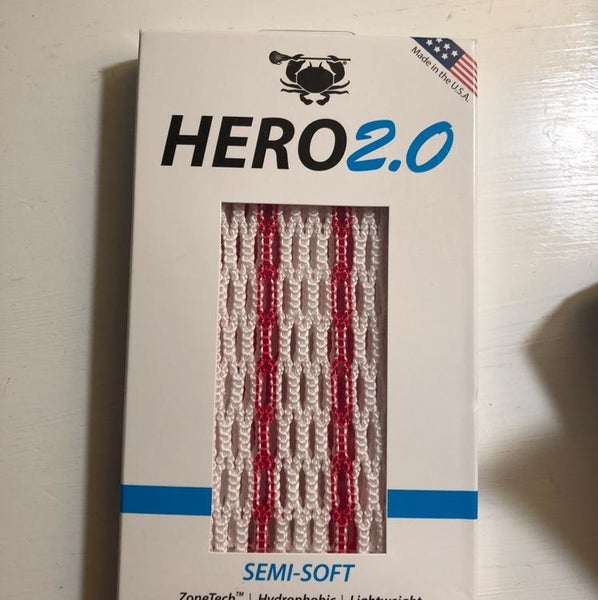 Made in the U.S.A.
HERO2.0
SEMI-SOFT
ZoneTech™ | Hydrophobic | Lightweight